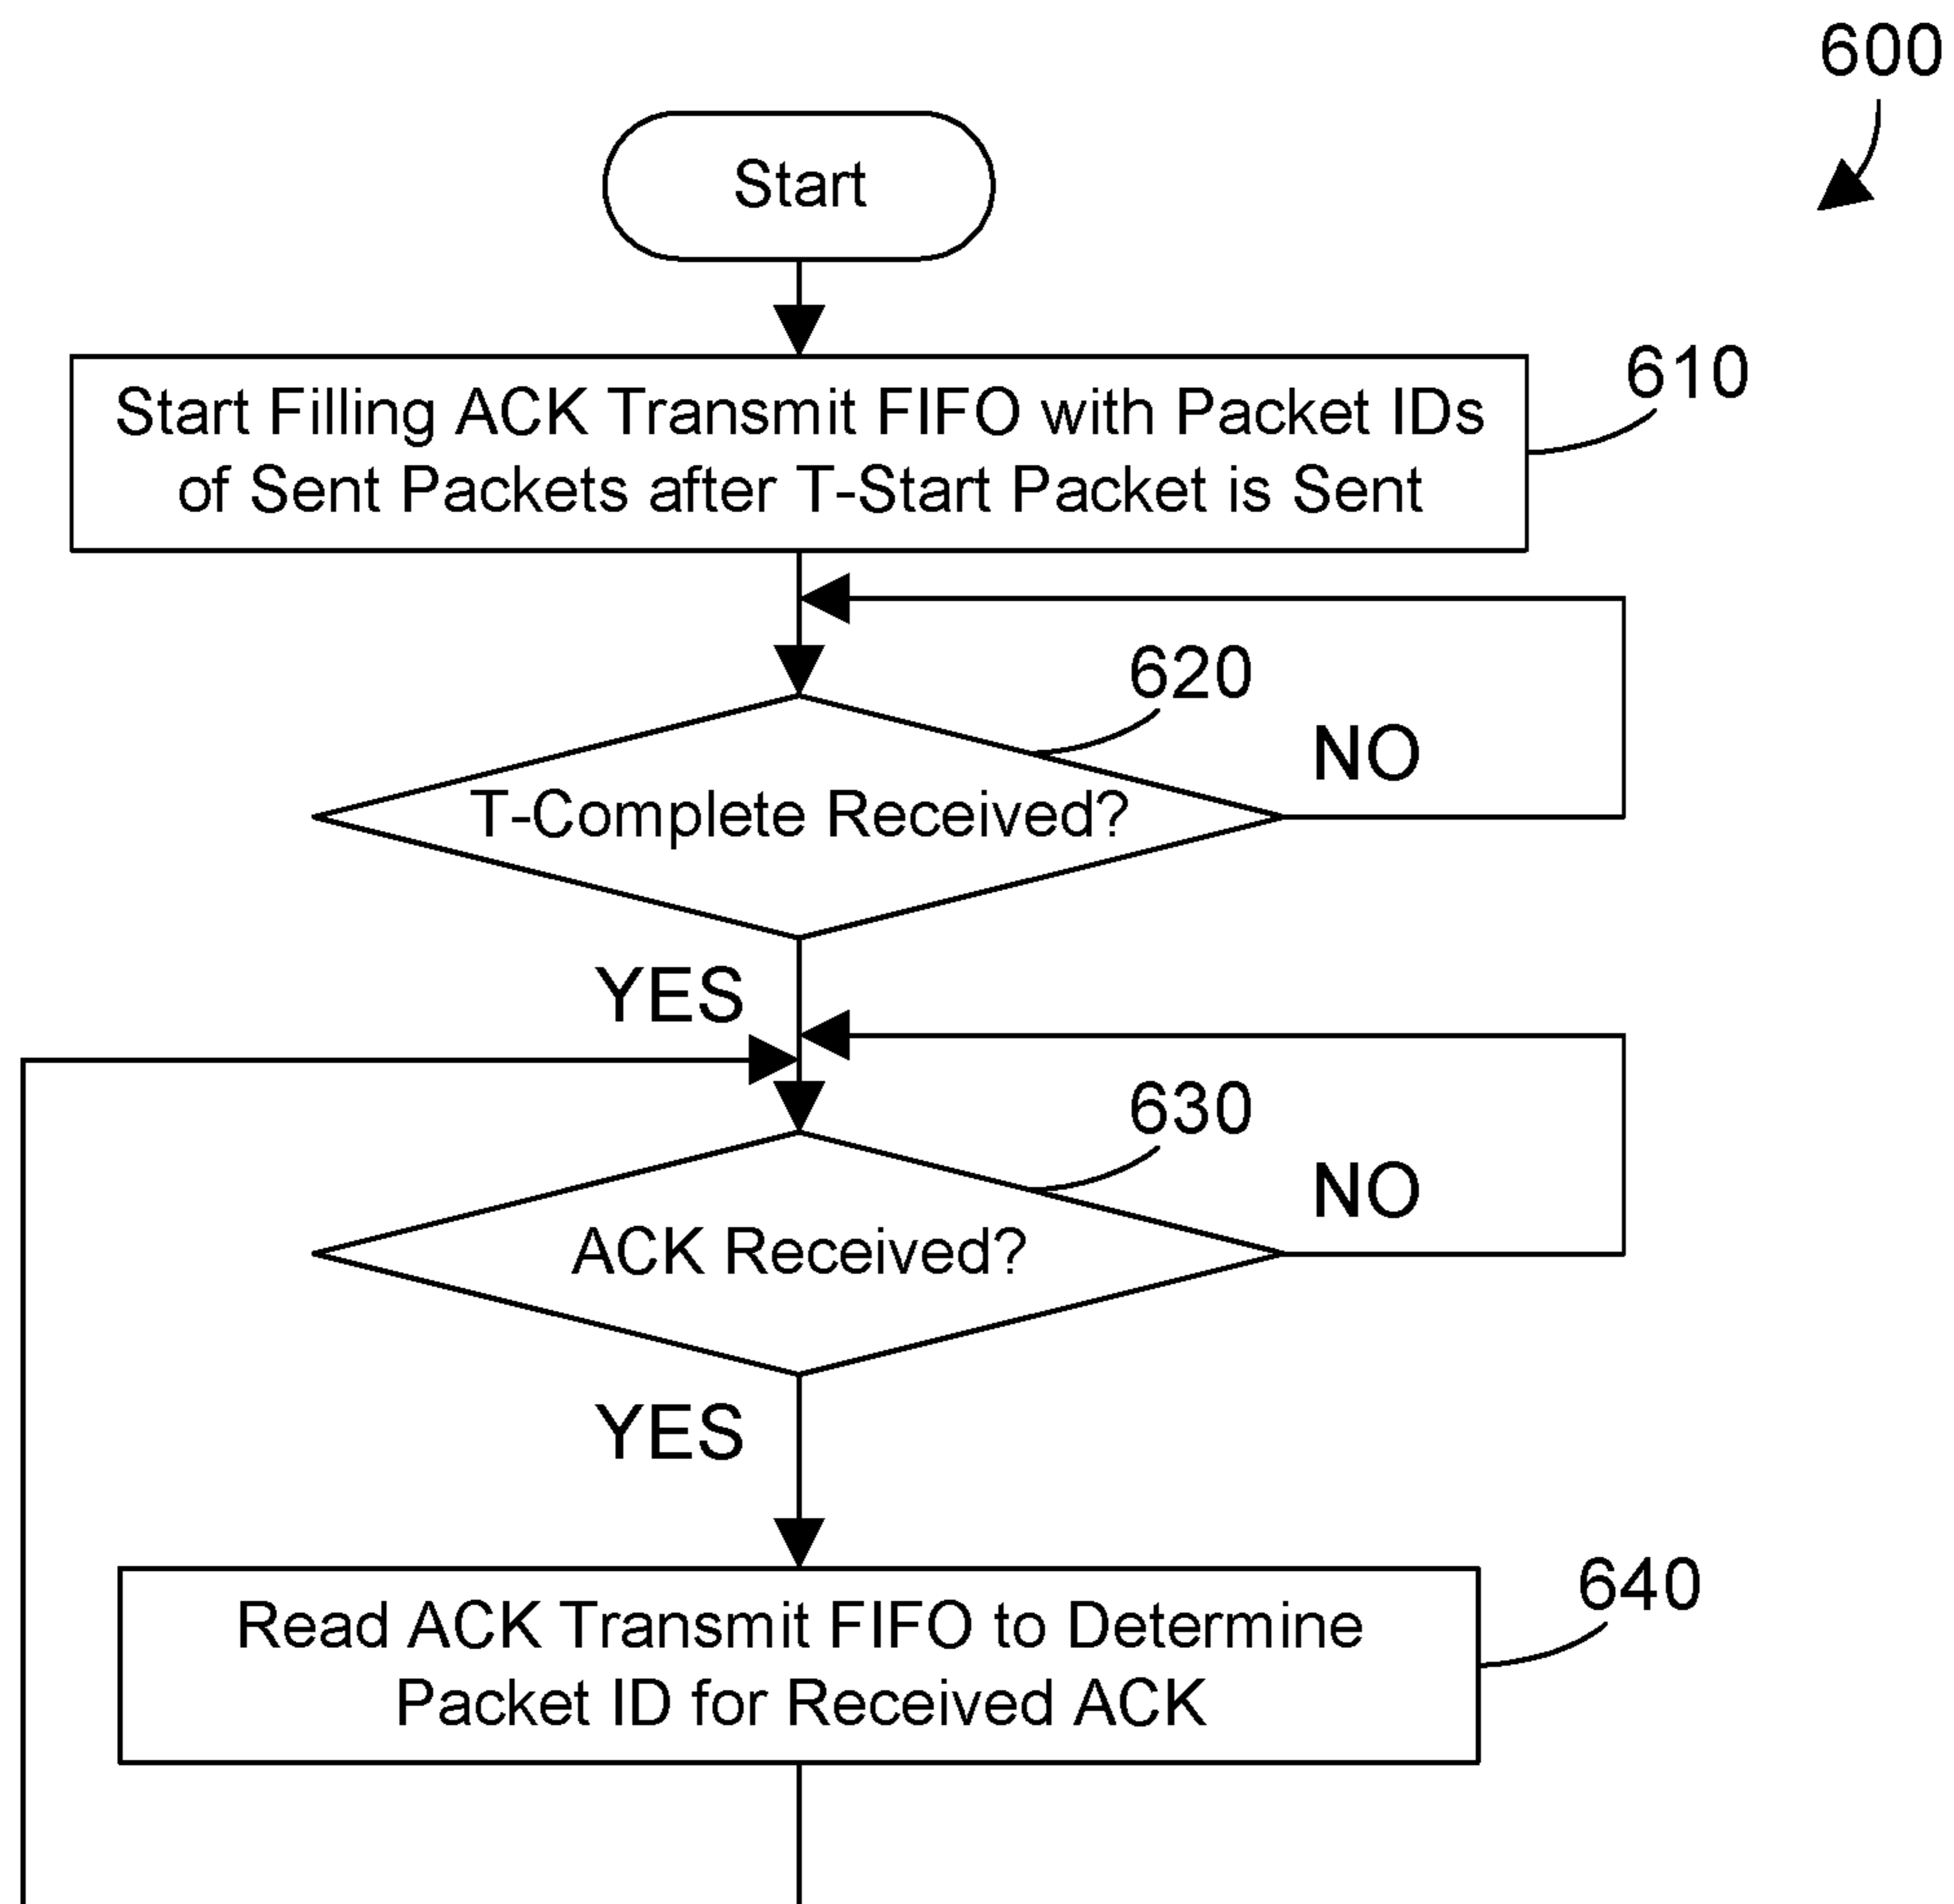 600
Start
610
Start Filling ACK Transmit FIFO with Packet IDs
of Sent Packets after T-Start Packet is Sent
620
NO
T-Complete Received?
YES
630
NO
ACK Received?
YES
640
Read ACK Transmit FIFO to Determine
Packet ID for Received ACK